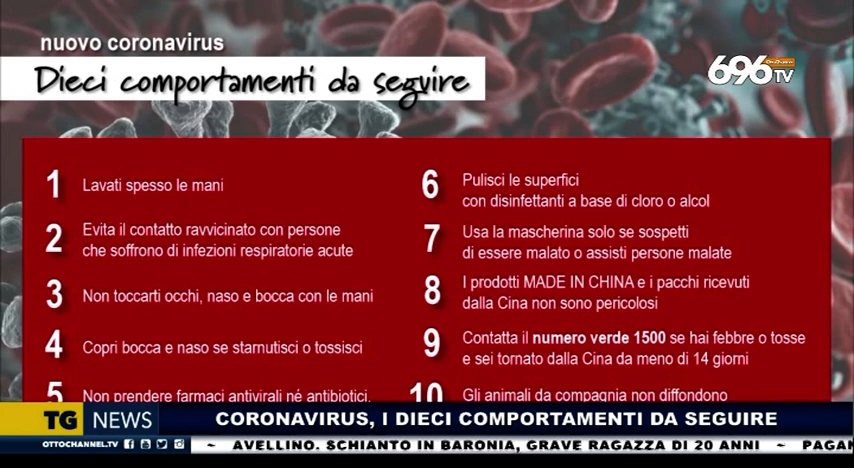 nuovo coronavirus
Dieci comportamenti da seguire
696 TV
1 Lavati spesso le mani
2 Evita il contatto ravvicinato con persone
che soffrono di infezioni respiratorie acute
3 Non toccarti occhi, naso e bocca con le mani
4 Copri bocca e naso se starnutisci o tossisci
5 Non prendere farmaci antivirali né antibiotici,
6 Pulisci le superfici
con disinfettanti a base di cloro o alcol
7 Usa la mascherina solo se sospetti
di essere malato o assisti persone malate
8 I prodotti MADE IN CHINA e i pacchi ricevuti
dalla Cina non sono pericolosi
9 Contatta il numero verde 1500 se hai febbre o tosse
e sei tornato dalla Cina da meno di 14 giorni
10 Gli animali da compagnia non diffondono
TG NEWS
CORONAVIRUS, I DIECI COMPORTAMENTI DA SEGUIRE
OTTOCHANNEL.TV
~ AVELLINO. SCHIANTO IN BARONIA, GRAVE RAGAZZA DI 20 ANNI ~ PAGAN